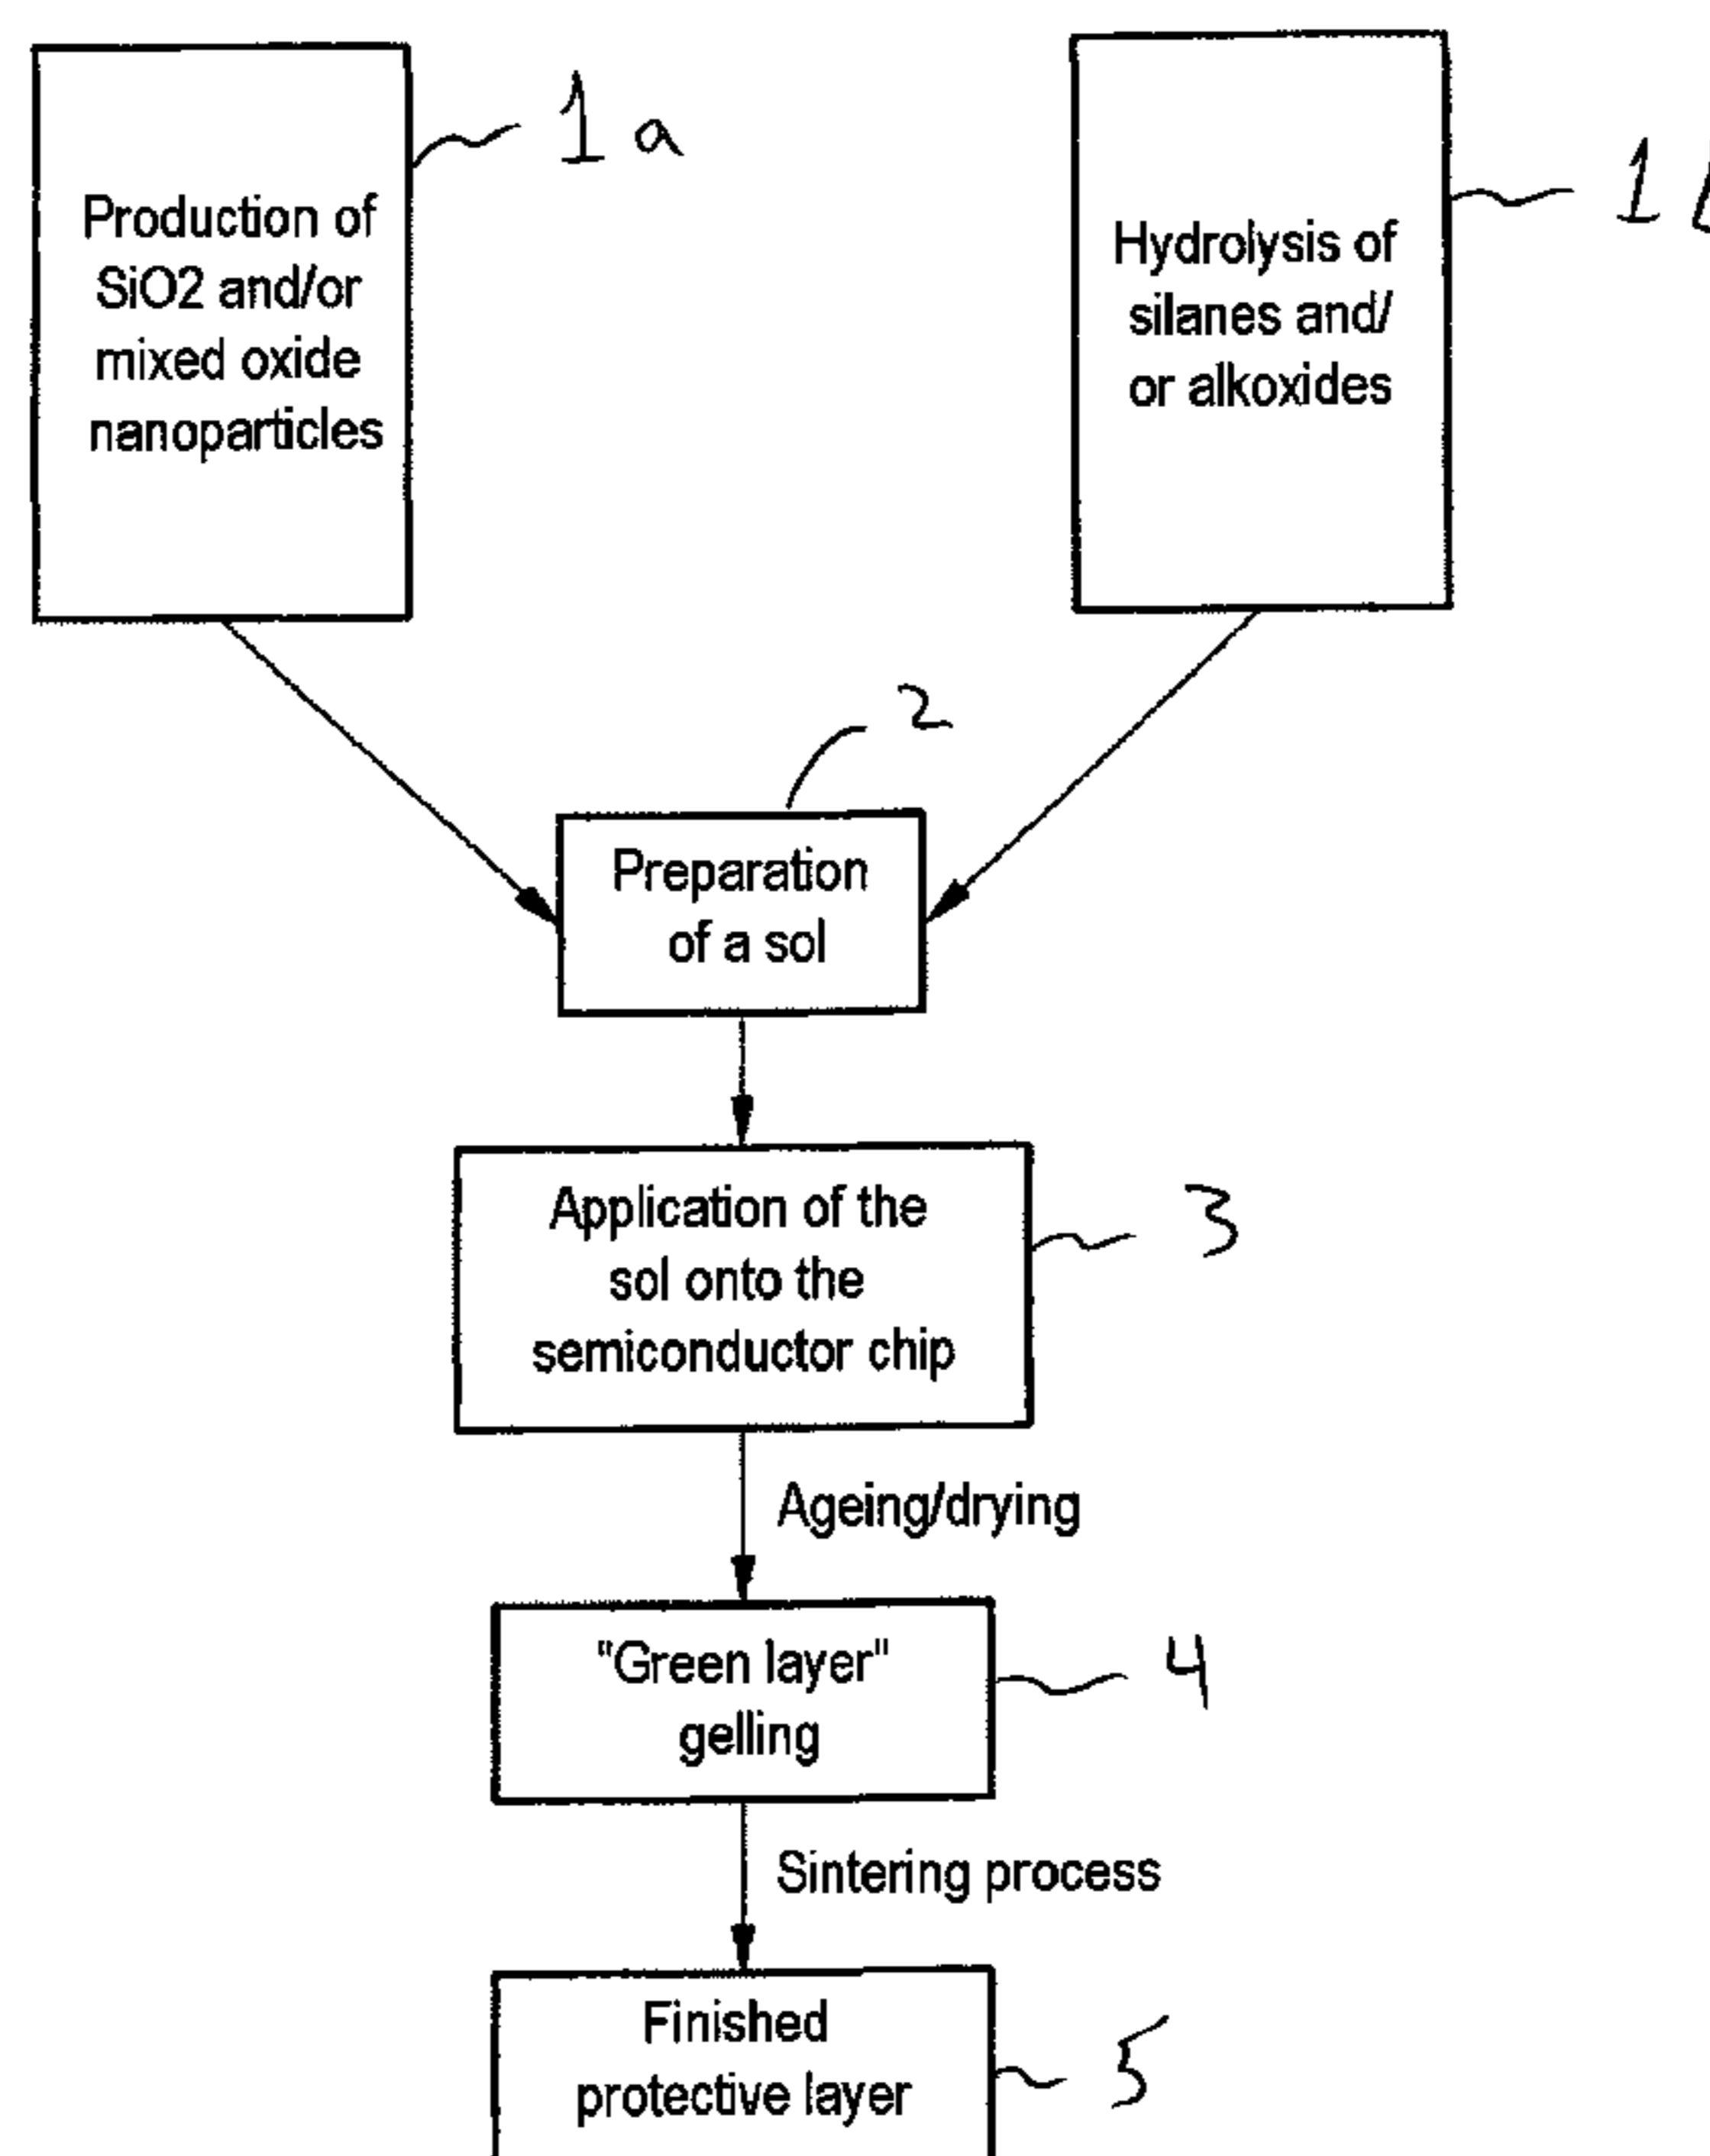 1a
Production of
SiO2 and/or
mixed oxide
nanoparticles
1
Hydrolysis of
silanes and/
or alkoxides
2
Preparation
of a sol
Application of the
sol onto the
semiconductor chip
3
Ageing/drying
"Green layer"
gelling
4
Sintering process
Finished
protective layer
5